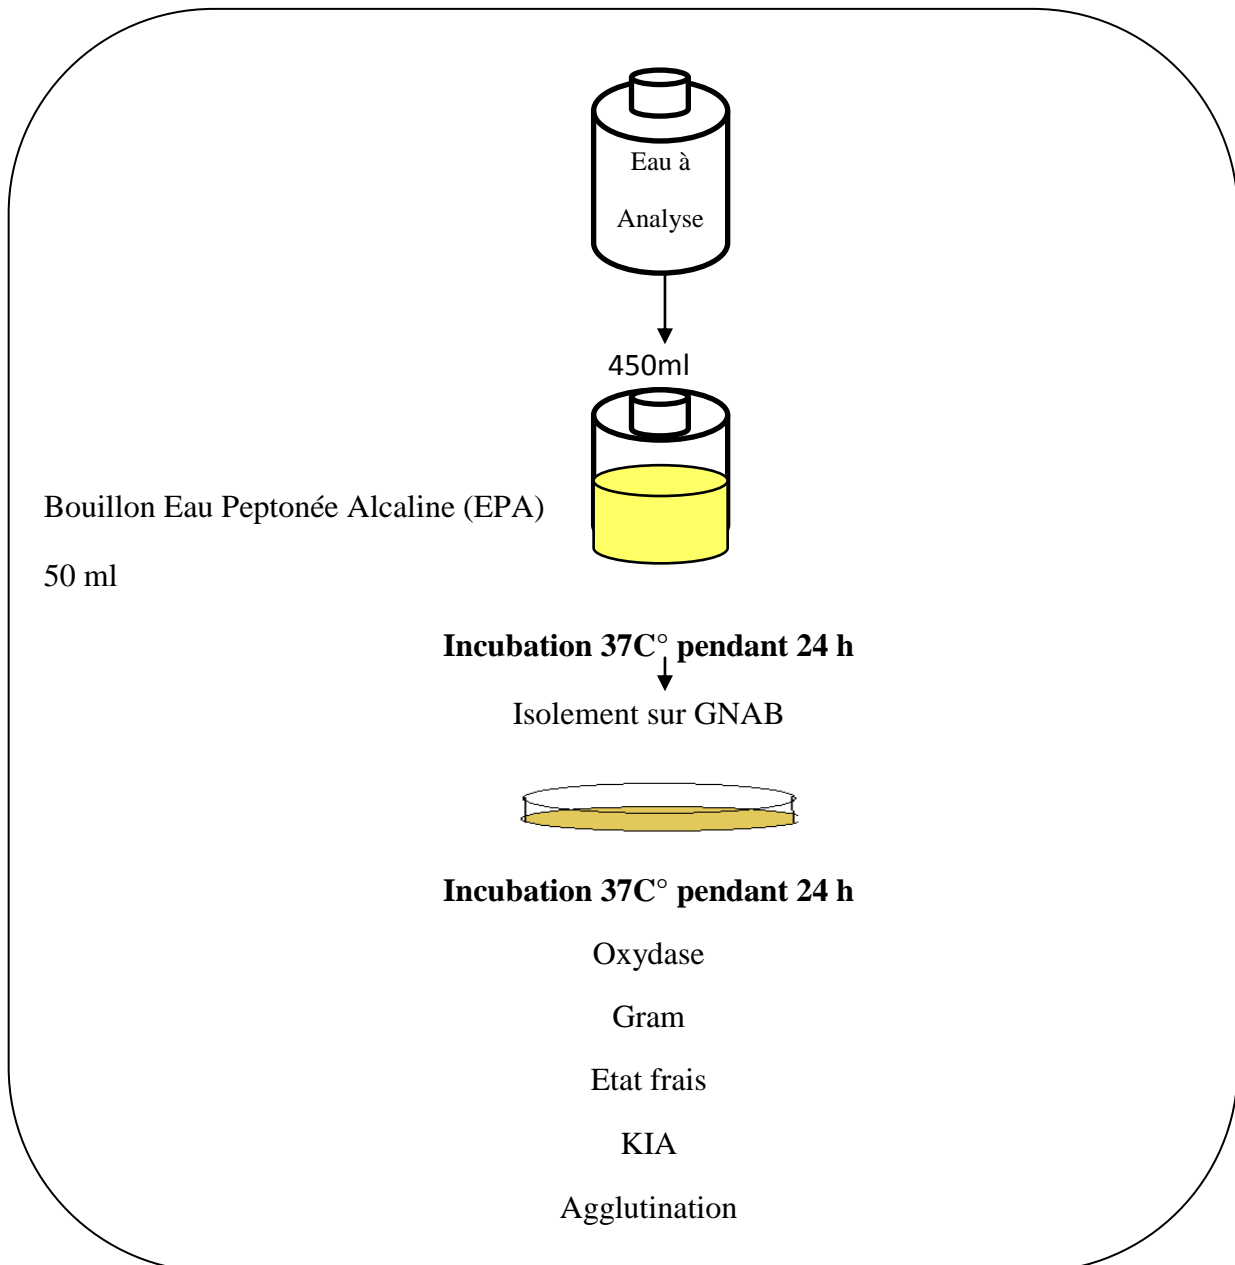 Eau à
Analyse
450ml
Bouillon Eau Peptonée Alcaline (EPA)
50 ml
Incubation 37C° pendant 24 h
Isolement sur GNAB
Incubation 37C° pendant 24 h
Oxydase
Gram
Etat frais
KIA
Agglutination